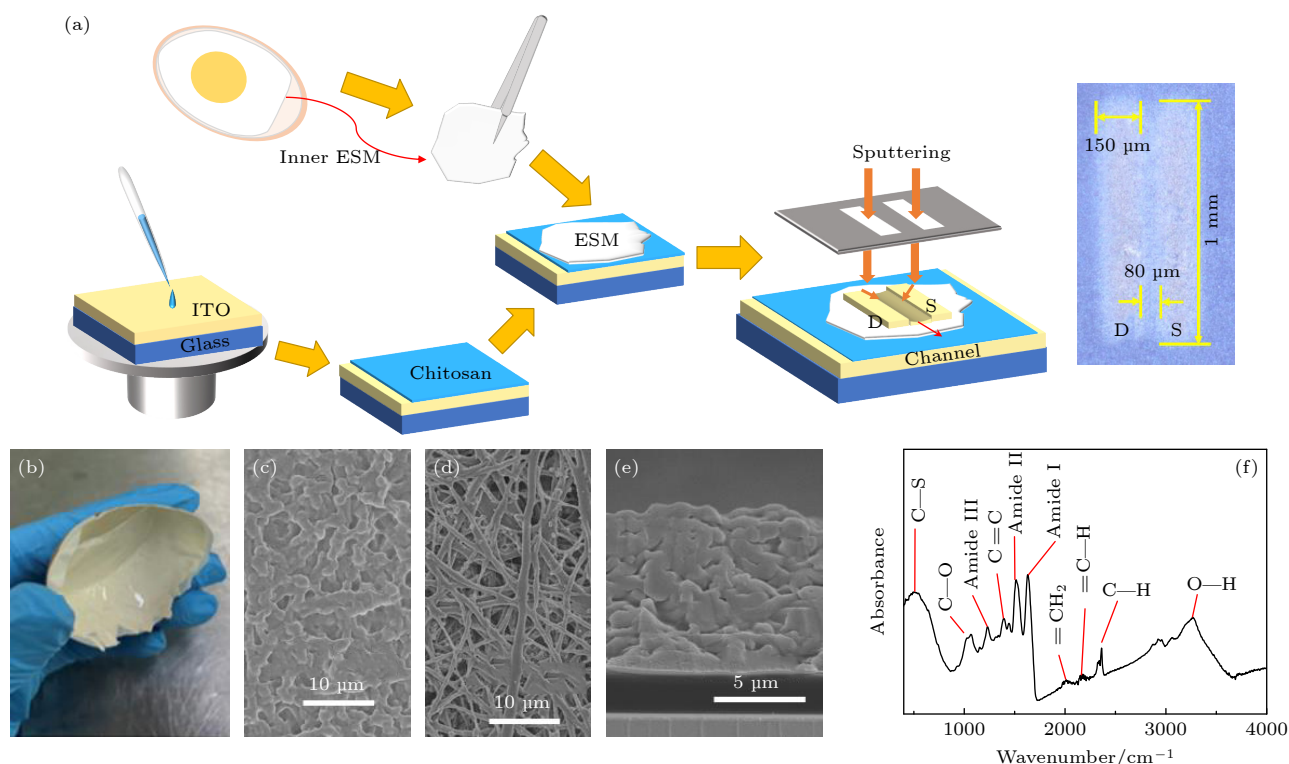 (a)
Inner ESM
Sputtering
150 µm
1 mm
ESM
80 µm
ITO
S
D
D
S
Glass
Channel
Chitosan
(b)
(c)
10 µm
(d)
10 µm
(e)
5 µm
(f)
Absorbance
C—S
C—O
Amide III
C=C
Amide II
Amide I
=CH₂
=C—H
C—H
O—H
1000
2000
3000
4000
Wavenumber/cm⁻¹